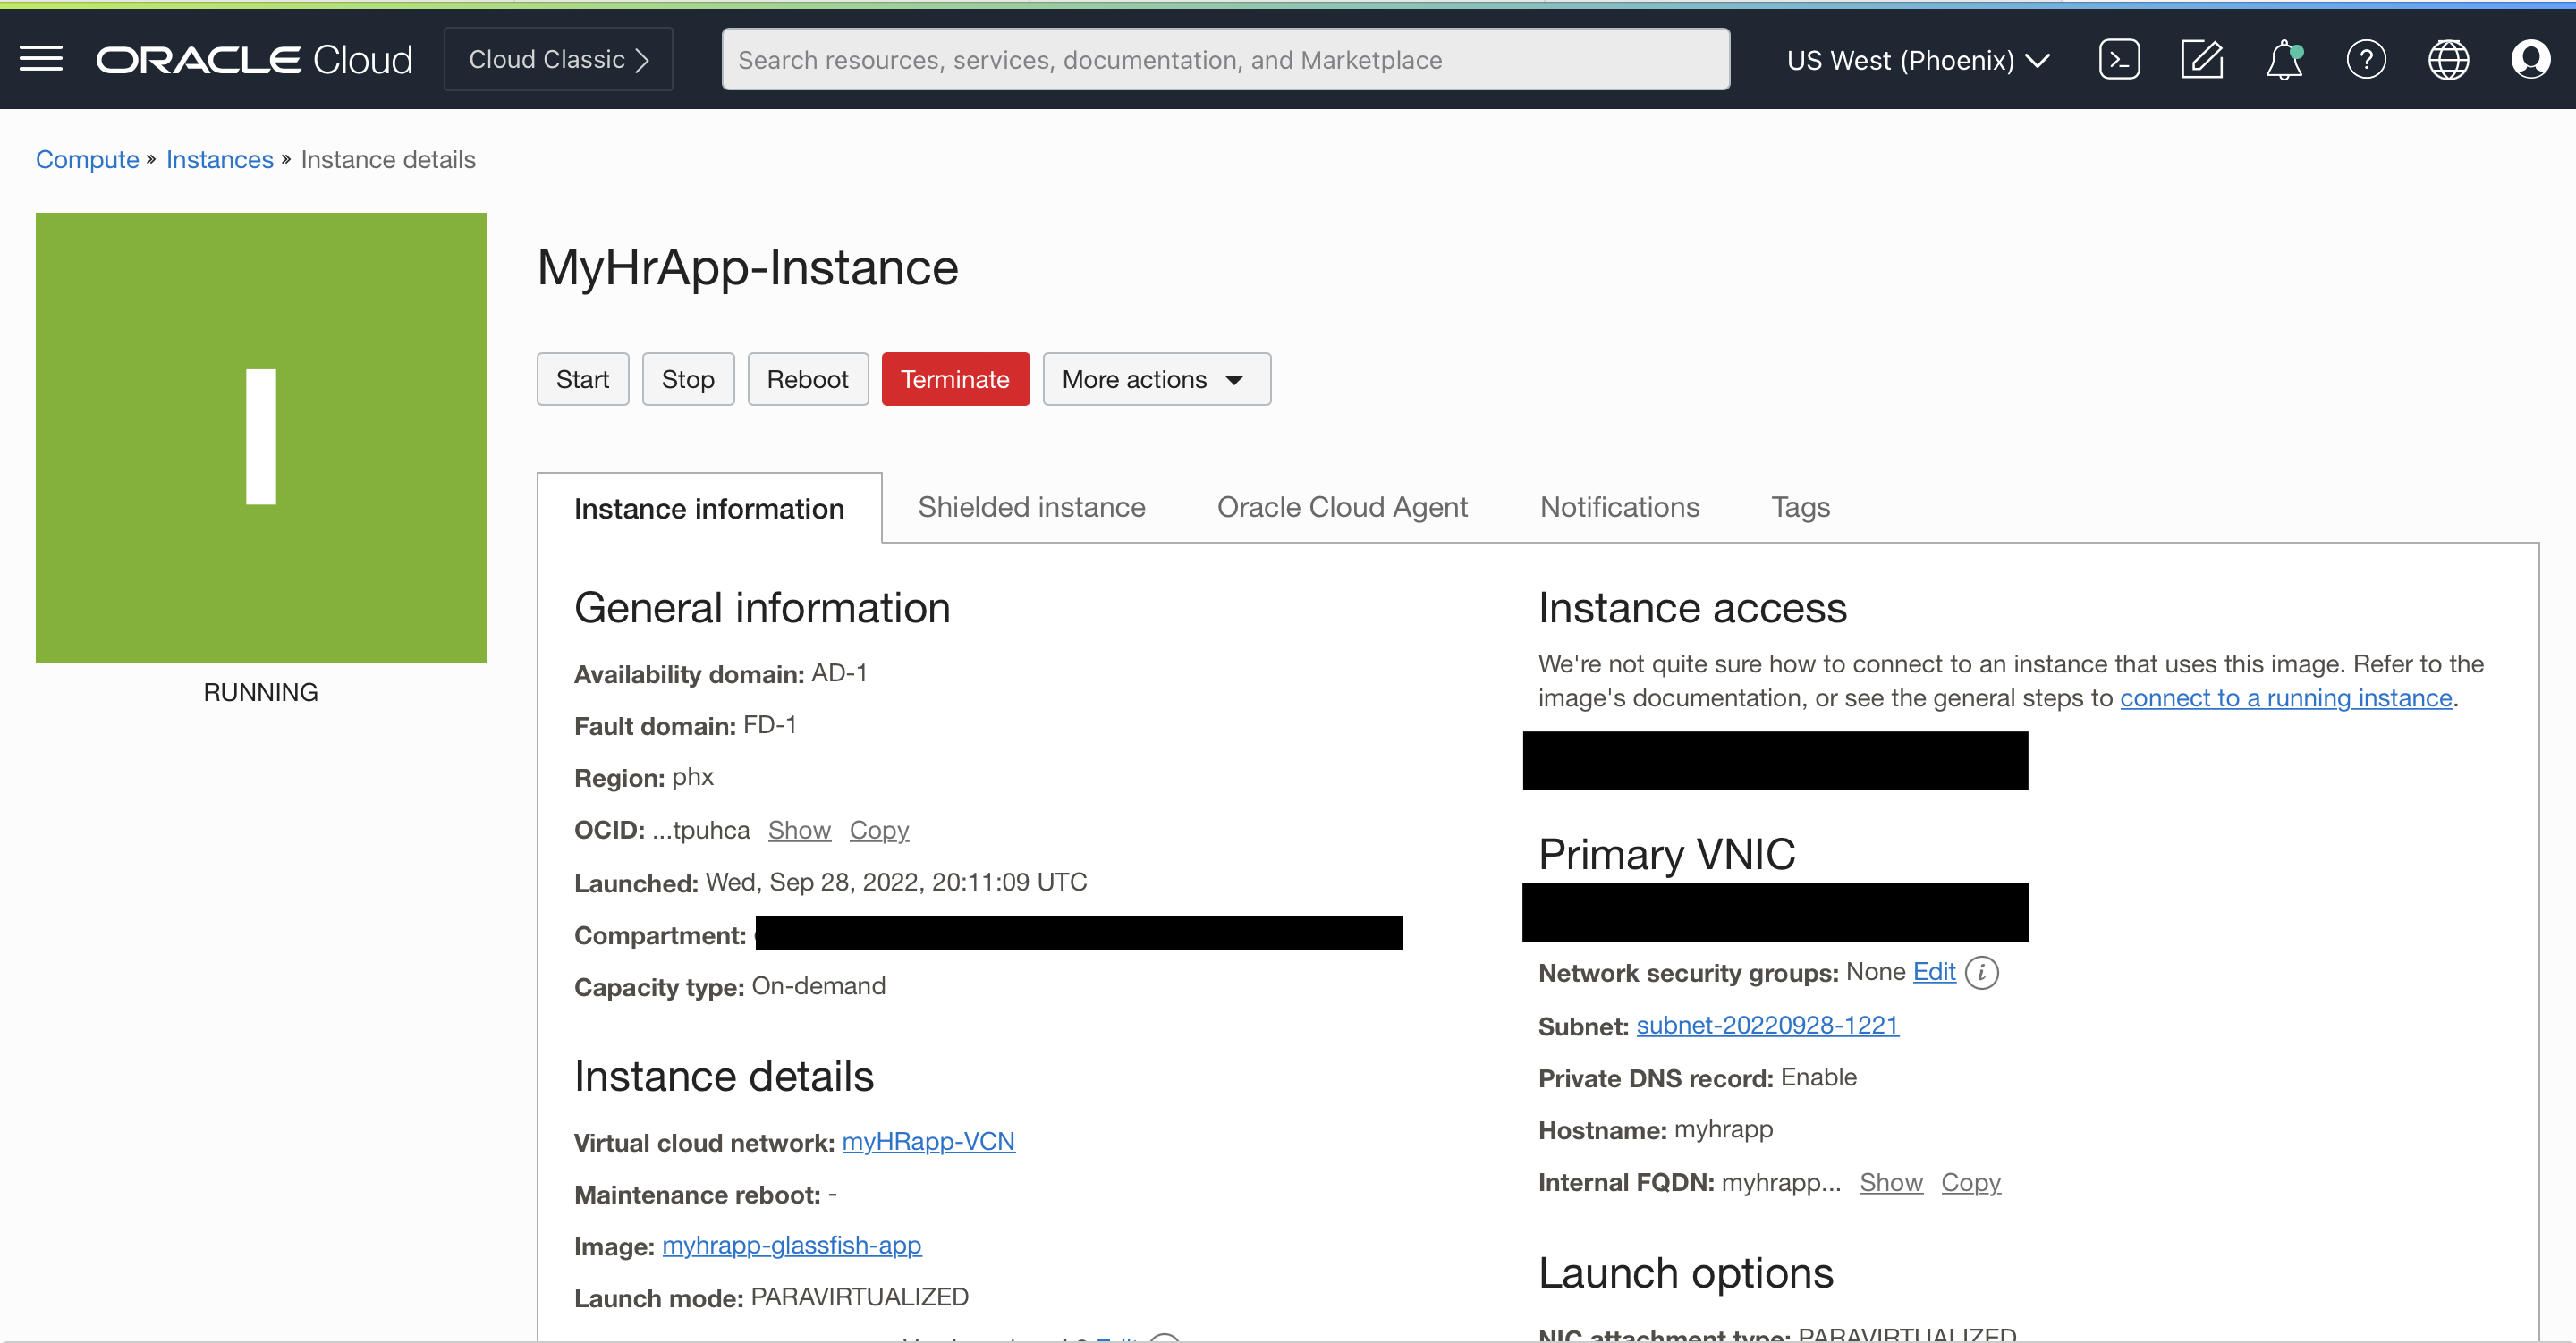 ORACLE Cloud
Cloud Classic >
Search resources, services, documentation, and Marketplace
US West (Phoenix)
Compute » Instances » Instance details
I
RUNNING
MyHrApp-Instance
Start
Stop
Reboot
Terminate
More actions
Instance information
Shielded instance
Oracle Cloud Agent
Notifications
Tags
General information
Availability domain: AD-1
Fault domain: FD-1
Region: phx
OCID: ...tpuhca Show Copy
Launched: Wed, Sep 28, 2022, 20:11:09 UTC
Compartment:
Capacity type: On-demand
Instance details
Virtual cloud network: myHRapp-VCN
Maintenance reboot: -
Image: myhrapp-glassfish-app
Launch mode: PARAVIRTUALIZED
Instance access
We're not quite sure how to connect to an instance that uses this image. Refer to the
image's documentation, or see the general steps to connect to a running instance.
Primary VNIC
Network security groups: None Edit i
Subnet: subnet-20220928-1221
Private DNS record: Enable
Hostname: myhrapp
Internal FQDN: myhrapp... Show Copy
Launch options
NIC attachment type: PARAVIRTUALIZED